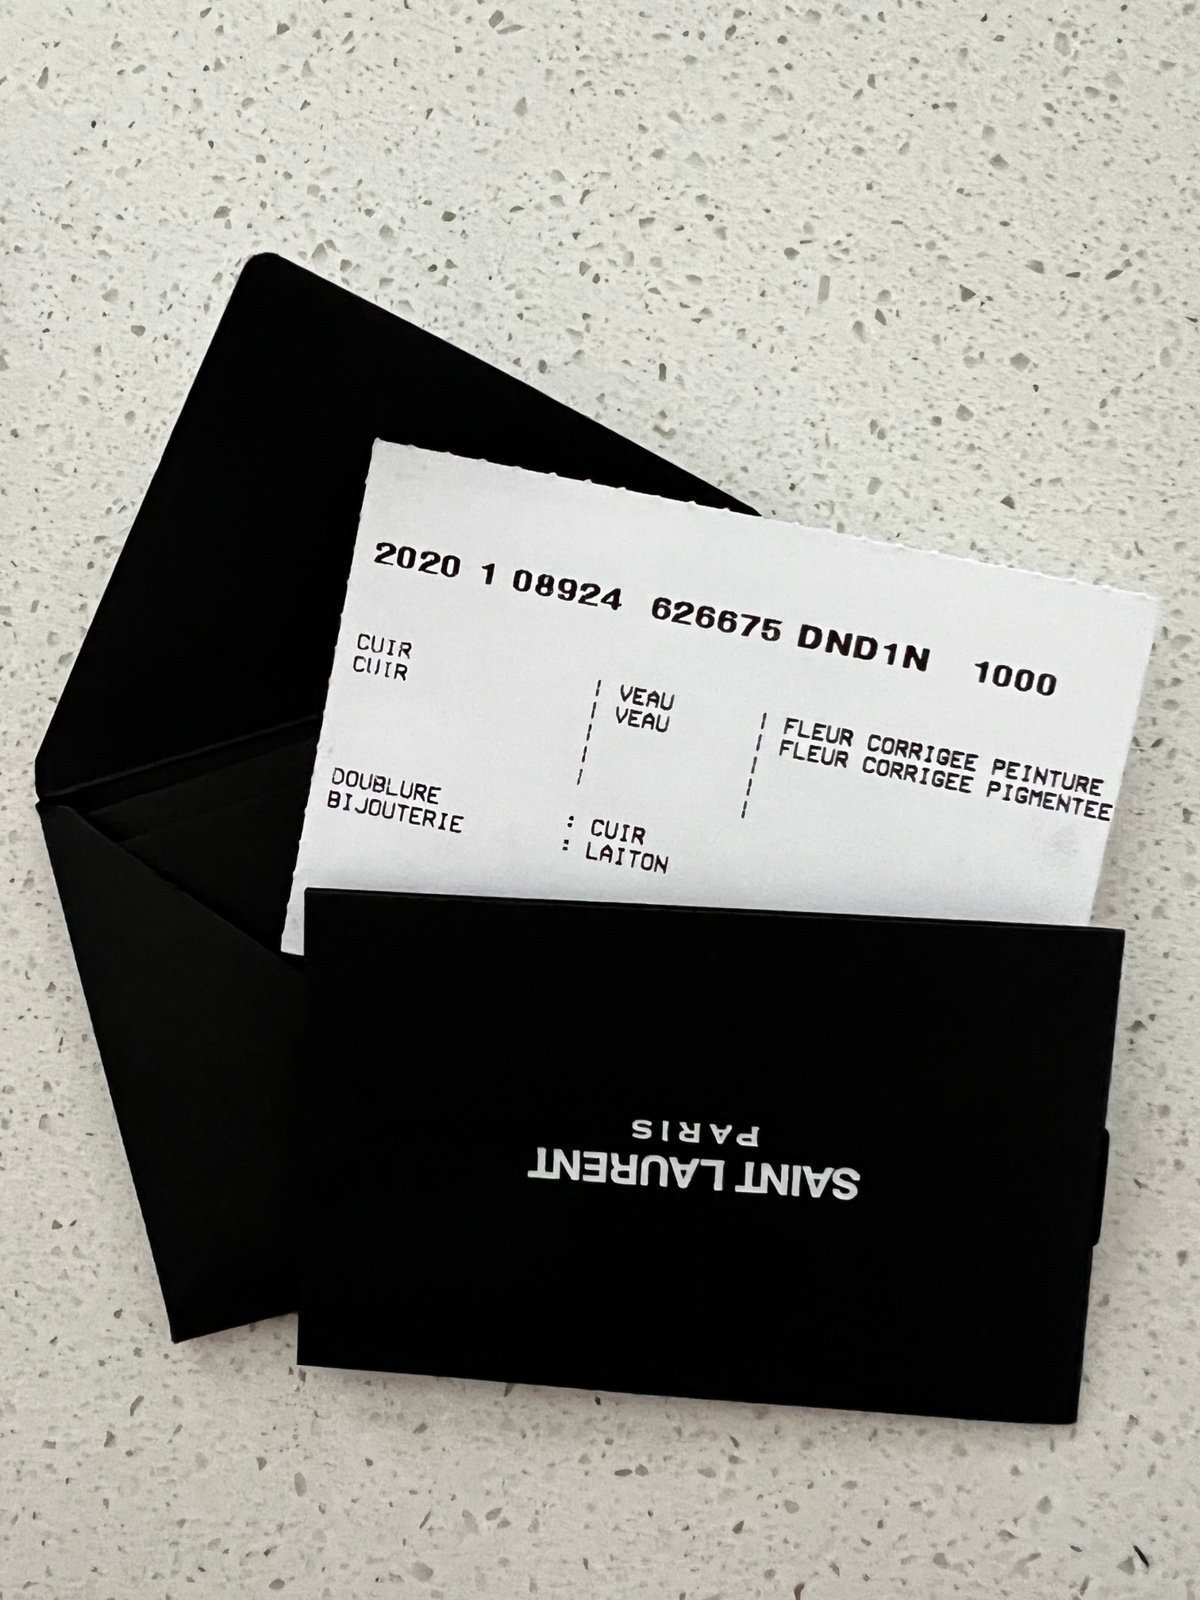 2020 1 08924 626675 DND1N 1000
CUIR ¦ VEAU ¦ FLEUR CORRIGEE PEINTURE
CUIR ¦ VEAU ¦ FLEUR CORRIGEE PIGMENTEE
DOUBLURE : CUIR
BIJOUTERIE : LAITON
SAINT LAURENT
PARIS